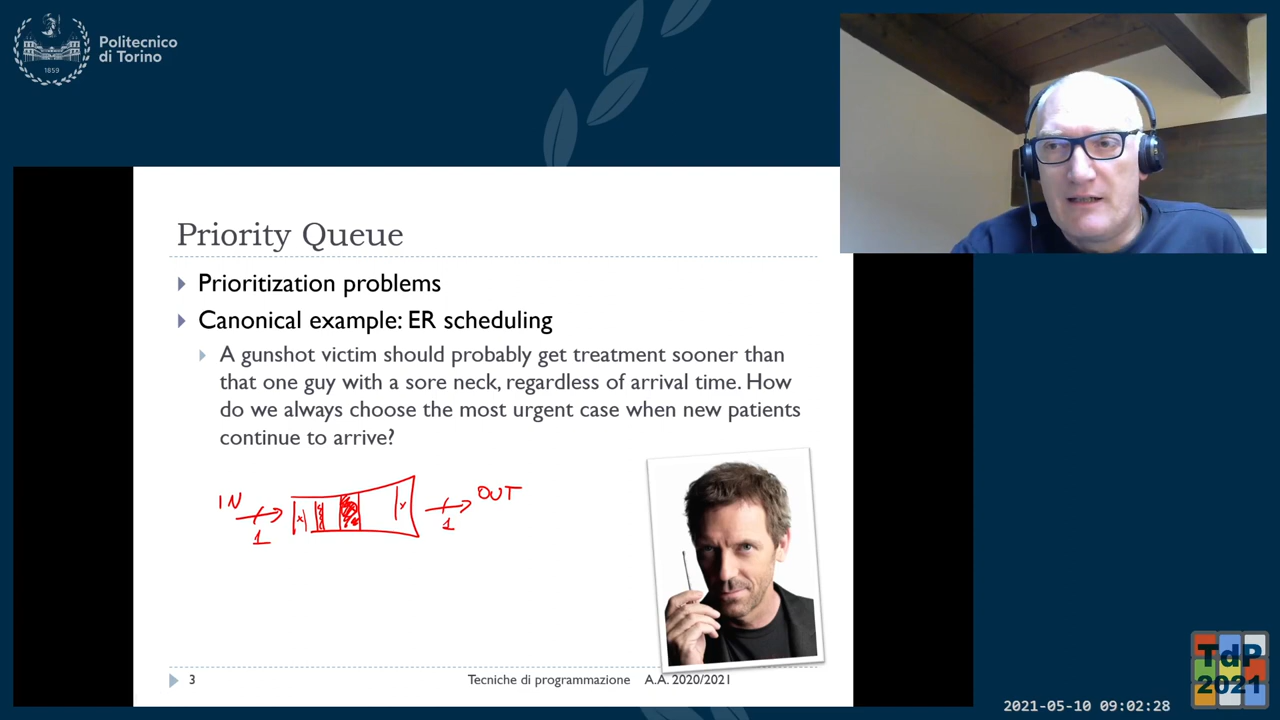 Politecnico
di Torino
1859
Priority Queue
Prioritization problems
Canonical example: ER scheduling
A gunshot victim should probably get treatment sooner than
that one guy with a sore neck, regardless of arrival time. How
do we always choose the most urgent case when new patients
continue to arrive?
IN
OUT
1
x
x
1
3
Tecniche di programmazione A.A. 2020/2021
TdP
2021
2021-05-10 09:02:28